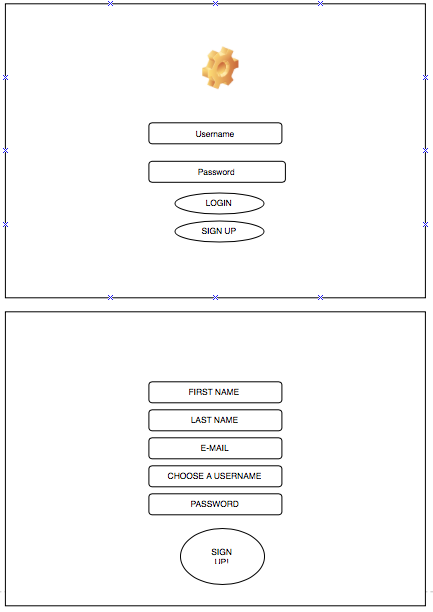 Username
Password
LOGIN
SIGN UP
FIRST NAME
LAST NAME
E-MAIL
CHOOSE A USERNAME
PASSWORD
SIGN
UP!